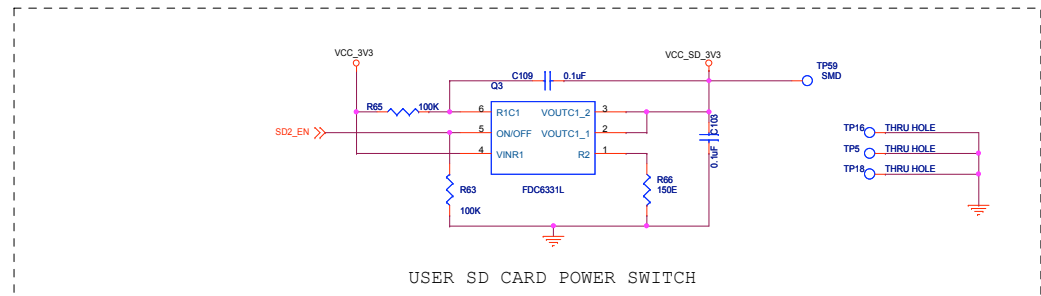 VCC_3V3
VCC_SD_3V3
TP59
SMD
C109
0.1uF
Q3
R65
100K
6
R1C1
VOUTC1_2
3
SD2_EN
5
ON/OFF
VOUTC1_1
2
4
VINR1
R2
1
C103
0.1uF
TP16
THRU HOLE
TP5
THRU HOLE
TP18
THRU HOLE
R63
100K
FDC6331L
R66
150E
USER SD CARD POWER SWITCH